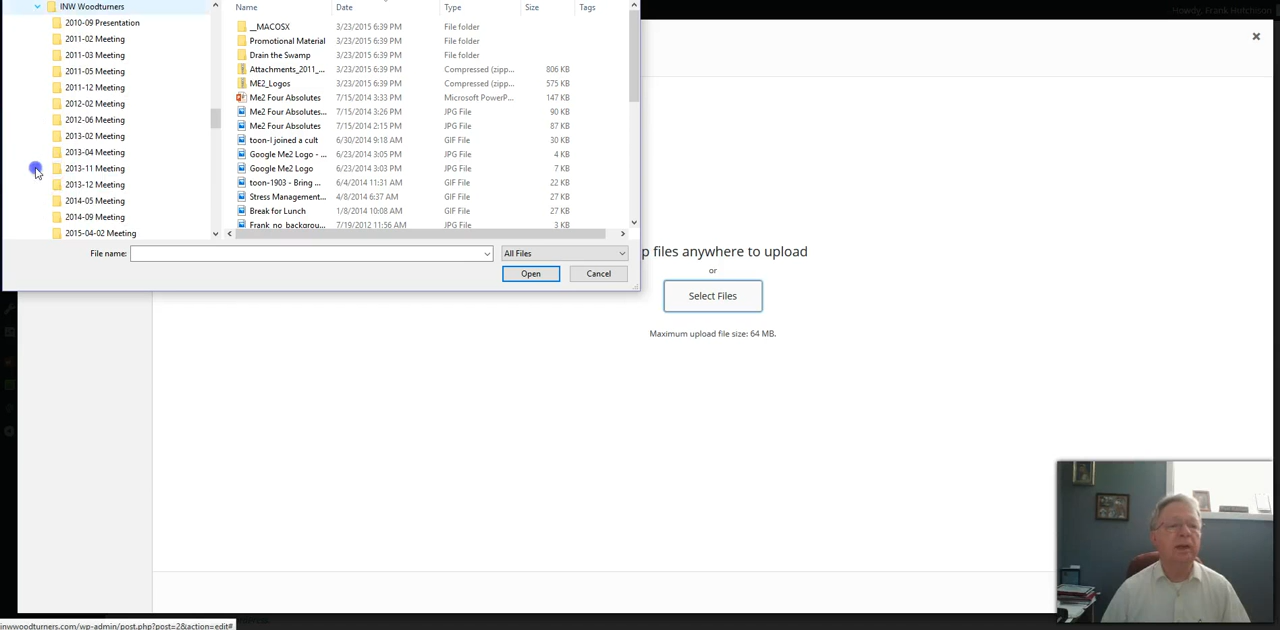 Howdy, Frank Hutchison
INW Woodturners
2010-09 Presentation
2011-02 Meeting
2011-03 Meeting
2011-05 Meeting
2011-12 Meeting
2012-02 Meeting
2012-06 Meeting
2013-02 Meeting
2013-04 Meeting
2013-11 Meeting
2013-12 Meeting
2014-05 Meeting
2014-09 Meeting
2015-04-02 Meeting
Name Date Type Size Tags
__MACOSX 3/23/2015 6:39 PM File folder
Promotional Material 3/23/2015 6:39 PM File folder
Drain the Swamp 3/23/2015 6:39 PM File folder
Attachments_2011_... 3/23/2015 6:39 PM Compressed (zipp... 806 KB
ME2_Logos 3/23/2015 6:39 PM Compressed (zipp... 575 KB
Me2 Four Absolutes 7/15/2014 3:33 PM Microsoft PowerP... 147 KB
Me2 Four Absolutes... 7/15/2014 3:26 PM JPG File 90 KB
Me2 Four Absolutes 7/15/2014 2:15 PM JPG File 87 KB
toon-I joined a cult 6/30/2014 9:18 AM GIF File 30 KB
Google Me2 Logo - ... 6/23/2014 3:05 PM JPG File 4 KB
Google Me2 Logo 6/23/2014 3:03 PM JPG File 7 KB
toon-1903 - Bring ... 6/4/2014 11:31 AM GIF File 22 KB
Stress Management... 4/8/2014 6:37 AM GIF File 27 KB
Break for Lunch 1/8/2014 10:08 AM GIF File 27 KB
Frank_no_backgrou... 7/19/2012 11:56 AM JPG File 3 KB
File name: All Files
Open Cancel
p files anywhere to upload
or
Select Files
Maximum upload file size: 64 MB.
inwwoodturners.com/wp-admin/post.php?post=2&action=edit#